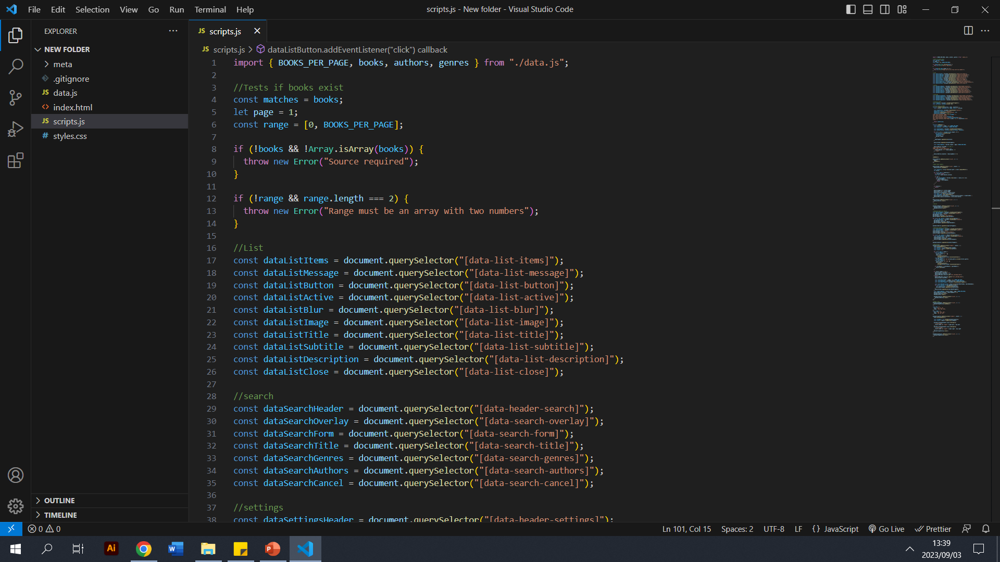 File Edit Selection View Go Run Terminal Help
scripts.js - New folder - Visual Studio Code
EXPLORER
NEW FOLDER
meta
.gitignore
JS data.js
<> index.html
JS scripts.js
# styles.css
OUTLINE
TIMELINE
JS scripts.js
JS scripts.js > dataListButton.addEventListener("click") callback
1 import { BOOKS_PER_PAGE, books, authors, genres } from "./data.js";
2
3 //Tests if books exist
4 const matches = books;
5 let page = 1;
6 const range = [0, BOOKS_PER_PAGE];
7
8 if (!books && !Array.isArray(books)) {
9 throw new Error("Source required");
10 }
11
12 if (!range && range.length === 2) {
13 throw new Error("Range must be an array with two numbers");
14 }
15
16 //List
17 const dataListItems = document.querySelector("[data-list-items]");
18 const dataListMessage = document.querySelector("[data-list-message]");
19 const dataListButton = document.querySelector("[data-list-button]");
20 const dataListActive = document.querySelector("[data-list-active]");
21 const dataListBlur = document.querySelector("[data-list-blur]");
22 const dataListImage = document.querySelector("[data-list-image]");
23 const dataListTitle = document.querySelector("[data-list-title]");
24 const dataListSubtitle = document.querySelector("[data-list-subtitle]");
25 const dataListDescription = document.querySelector("[data-list-description]");
26 const dataListClose = document.querySelector("[data-list-close]");
27
28 //search
29 const dataSearchHeader = document.querySelector("[data-header-search]");
30 const dataSearchOverlay = document.querySelector("[data-search-overlay]");
31 const dataSearchForm = document.querySelector("[data-search-form]");
32 const dataSearchTitle = document.querySelector("[data-search-title]");
33 const dataSearchGenres = document.querySelector("[data-search-genres]");
34 const dataSearchAuthors = document.querySelector("[data-search-authors]");
35 const dataSearchCancel = document.querySelector("[data-search-cancel]");
36
37 //settings
38 const dataSettingsHeader = document.querySelector("[data-header-settings]");
0 0
Ln 101, Col 15 Spaces: 2 UTF-8 LF {} JavaScript Go Live Prettier
Ai
W
P
13:39
2023/09/03